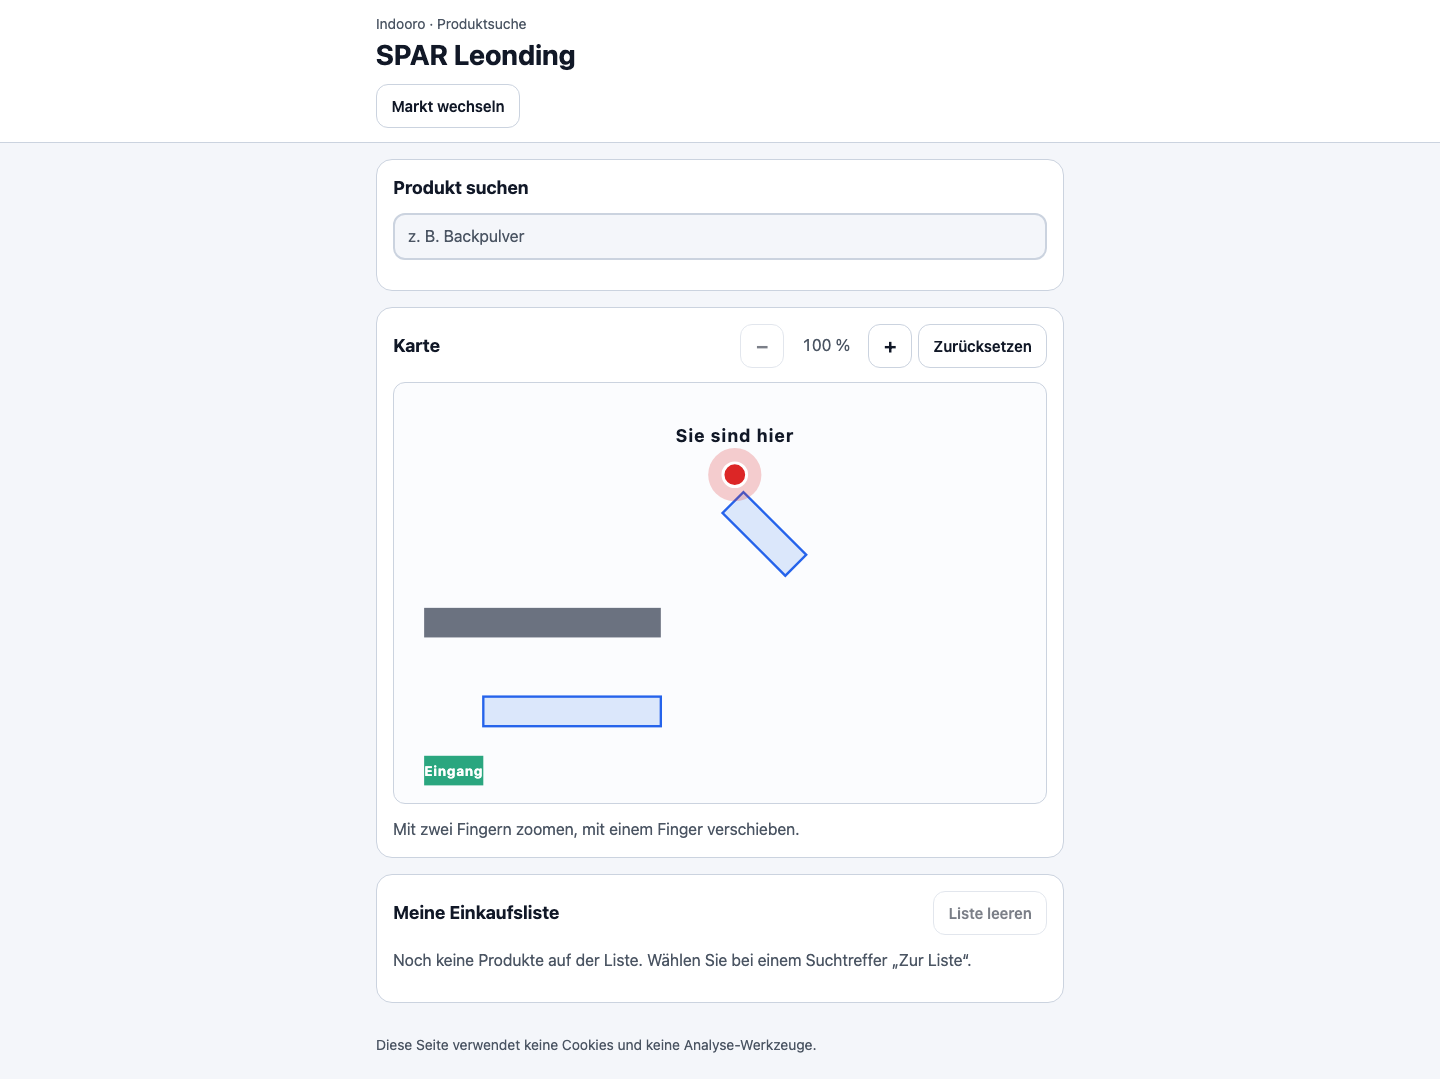 Indooro · Produktsuche
SPAR Leonding
Markt wechseln
Produkt suchen
z. B. Backpulver
Karte
− 100 % + Zurücksetzen
Sie sind hier
Eingang
Mit zwei Fingern zoomen, mit einem Finger verschieben.
Meine Einkaufsliste
Liste leeren
Noch keine Produkte auf der Liste. Wählen Sie bei einem Suchtreffer „Zur Liste“.
Diese Seite verwendet keine Cookies und keine Analyse-Werkzeuge.